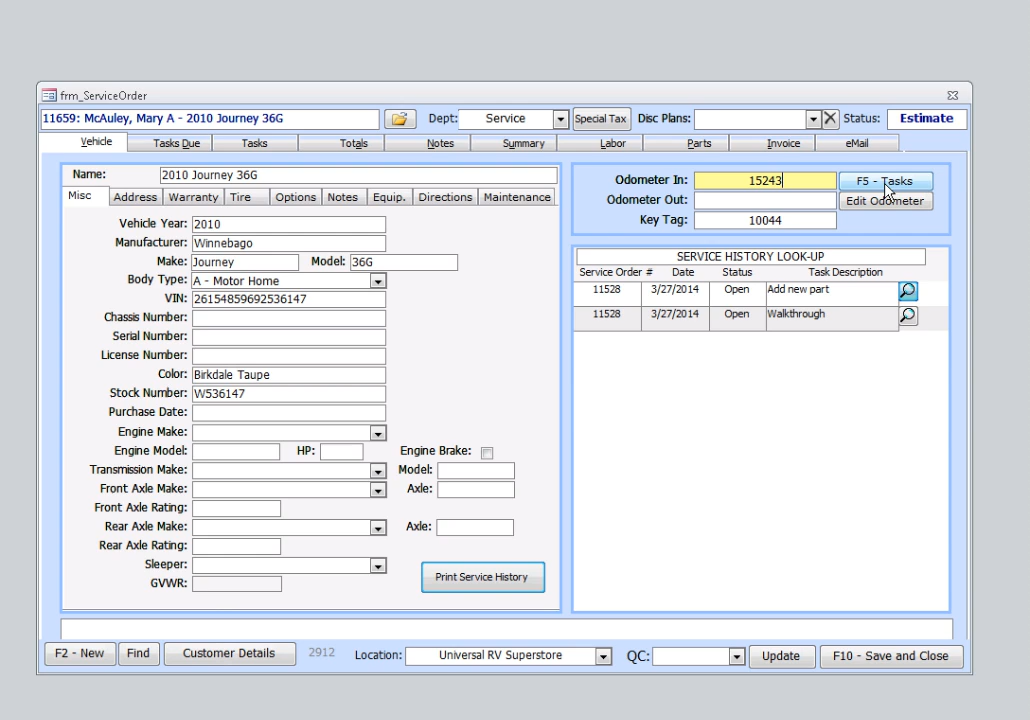 frm_ServiceOrder
11659: McAuley, Mary A - 2010 Journey 36G
Dept: Service
Special Tax
Disc Plans:
Status: Estimate
Vehicle Tasks Due Tasks Totals Notes Summary Labor Parts Invoice eMail
Name: 2010 Journey 36G
Misc Address Warranty Tire Options Notes Equip. Directions Maintenance
Vehicle Year: 2010
Manufacturer: Winnebago
Make: Journey Model: 36G
Body Type: A - Motor Home
VIN: 26154859692536147
Chassis Number:
Serial Number:
License Number:
Color: Birkdale Taupe
Stock Number: W536147
Purchase Date:
Engine Make:
Engine Model: HP: Engine Brake:
Transmission Make: Model:
Front Axle Make: Axle:
Front Axle Rating:
Rear Axle Make: Axle:
Rear Axle Rating:
Sleeper:
GVWR:
Print Service History
Odometer In: 15243 F5 - Tasks
Odometer Out: Edit Odometer
Key Tag: 10044
SERVICE HISTORY LOOK-UP
Service Order # Date Status Task Description
11528 3/27/2014 Open Add new part
11528 3/27/2014 Open Walkthrough
F2 - New Find Customer Details 2912 Location: Universal RV Superstore QC: Update F10 - Save and Close